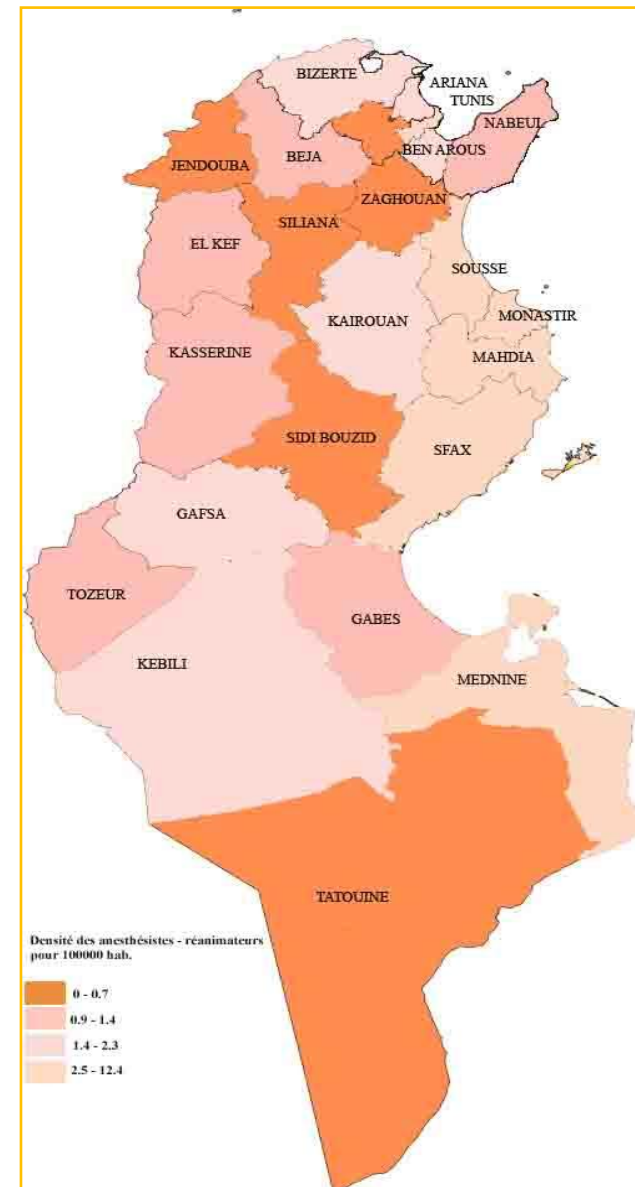 BIZERTE
ARIANA
TUNIS
NABEUL
BEN AROUS
BEJA
JENDOUBA
ZAGHOUAN
SILIANA
EL KEF
SOUSSE
MONASTIR
KAIROUAN
MAHDIA
KASSERINE
SIDI BOUZID
SFAX
GAFSA
TOZEUR
GABES
KEBILI
MEDNINE
TATOUINE
Densité des anesthésistes - réanimateurs
pour 100000 hab.
0 - 0.7
0.9 - 1.4
1.4 - 2.3
2.5 - 12.4